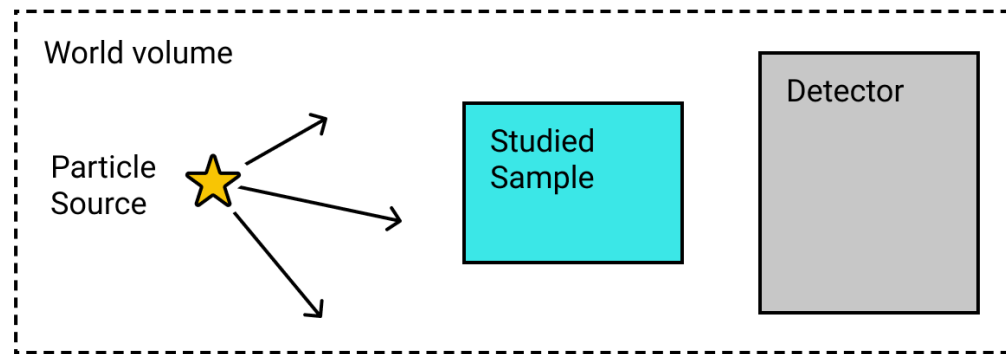 World volume
Particle
Source
Studied
Sample
Detector